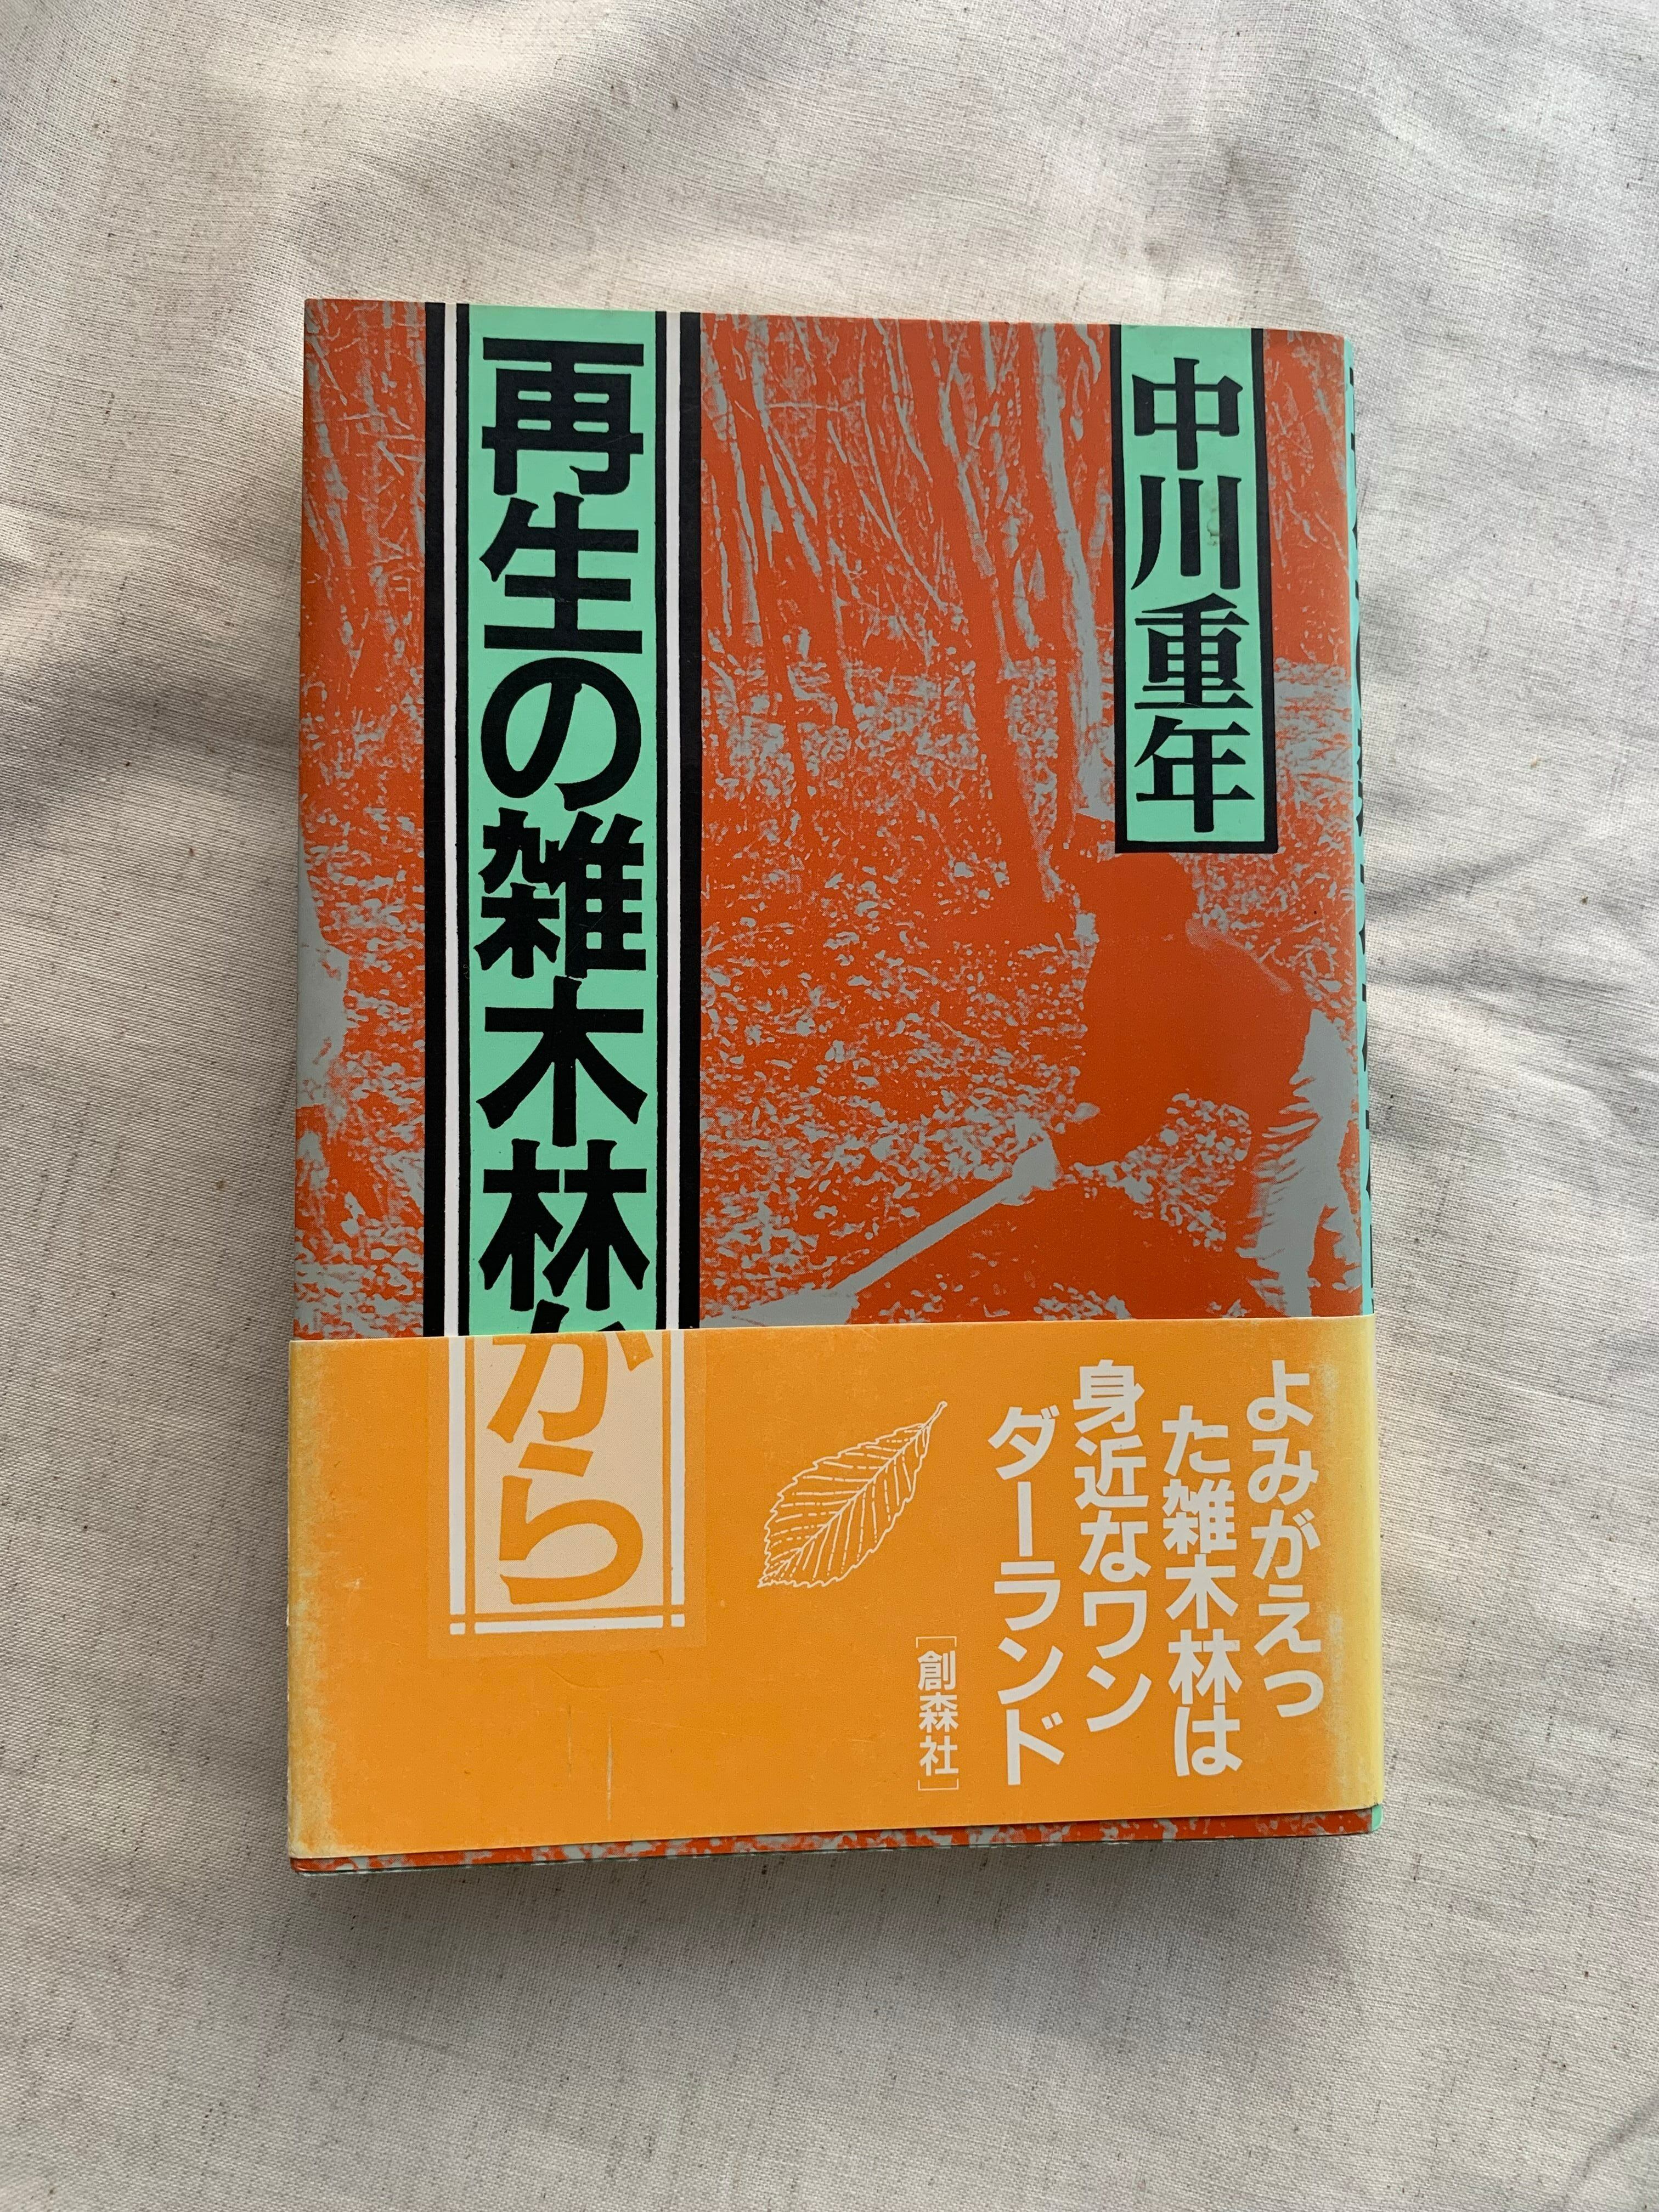 中川重年
再生の雑木林から
よみがえっ
た雑木林は
身近なワン
ダーランド
[創森社]